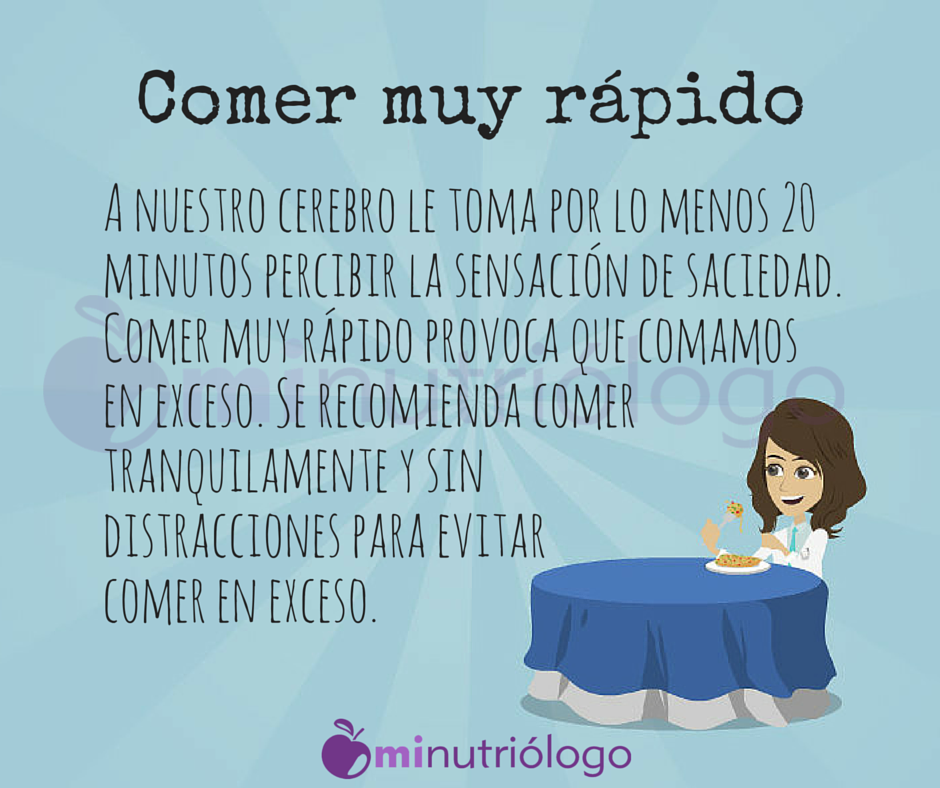 Comer muy rápido
A NUESTRO CEREBRO LE TOMA POR LO MENOS 20
MINUTOS PERCIBIR LA SENSACIÓN DE SACIEDAD.
COMER MUY RÁPIDO PROVOCA QUE COMAMOS
EN EXCESO. SE RECOMIENDA COMER
TRANQUILAMENTE Y SIN
DISTRACCIONES PARA EVITAR
COMER EN EXCESO.
minutriólogo
minutriólogo